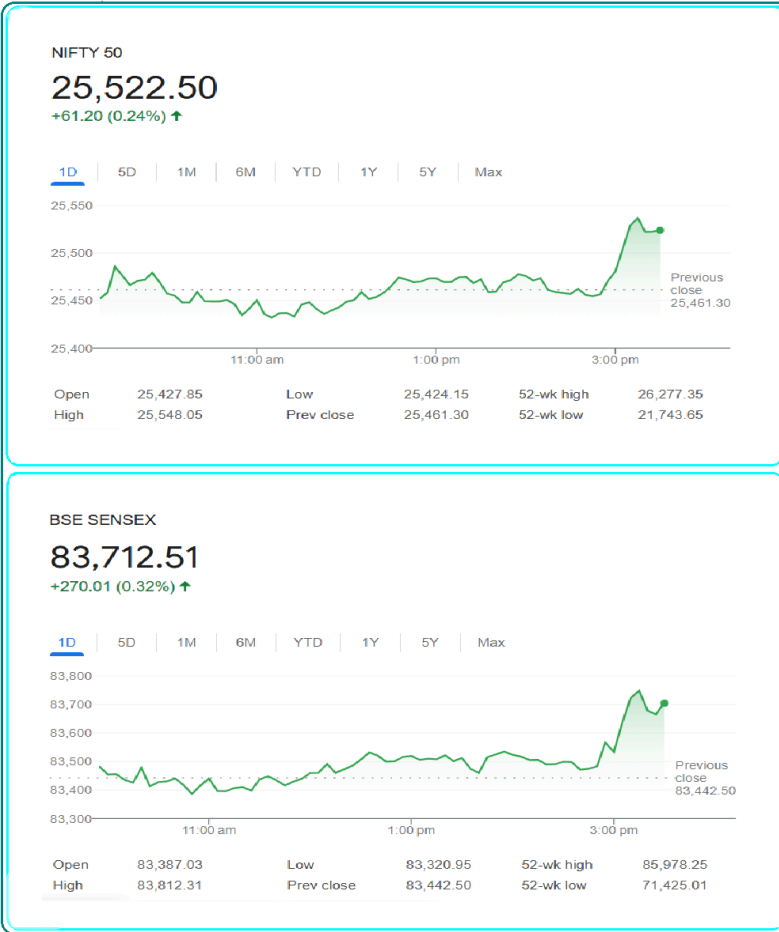 NIFTY 50
25,522.50
+61.20 (0.24%) ↑
1D 5D 1M 6M YTD 1Y 5Y Max
25,550
25,500
25,450
25,400
Previous
close
25,461.30
11:00 am 1:00 pm 3:00 pm
Open 25,427.85 Low 25,424.15 52-wk high 26,277.35
High 25,548.05 Prev close 25,461.30 52-wk low 21,743.65
BSE SENSEX
83,712.51
+270.01 (0.32%) ↑
1D 5D 1M 6M YTD 1Y 5Y Max
83,800
83,700
83,600
83,500
83,400
83,300
Previous
close
83,442.50
11:00 am 1:00 pm 3:00 pm
Open 83,387.03 Low 83,320.95 52-wk high 85,978.25
High 83,812.31 Prev close 83,442.50 52-wk low 71,425.01